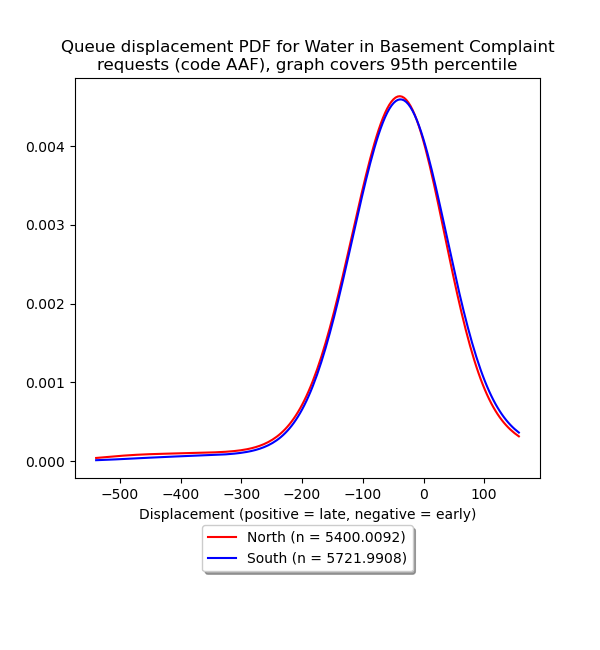 Queue displacement PDF for Water in Basement Complaint
requests (code AAF), graph covers 95th percentile
0.004
0.003
0.002
0.001
0.000
−500 −400 −300 −200 −100 0 100
Displacement (positive = late, negative = early)
North (n = 5400.0092)
South (n = 5721.9908)